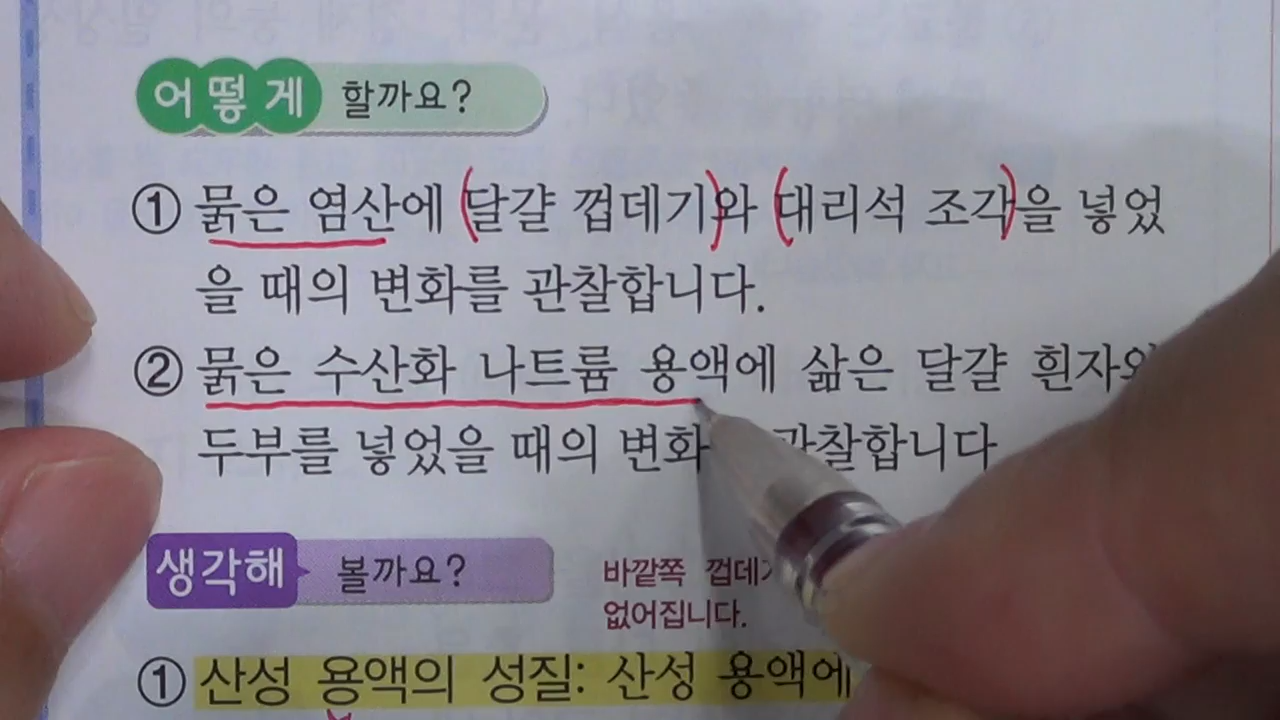 어떻게 할까요?
① 묽은 염산에 달걀 껍데기와 대리석 조각을 넣었
을 때의 변화를 관찰합니다.
② 묽은 수산화 나트륨 용액에 삶은 달걀 흰자와
두부를 넣었을 때의 변화 관찰합니다
생각해 볼까요?
바깥쪽 껍데기
없어집니다.
① 산성 용액의 성질: 산성 용액에